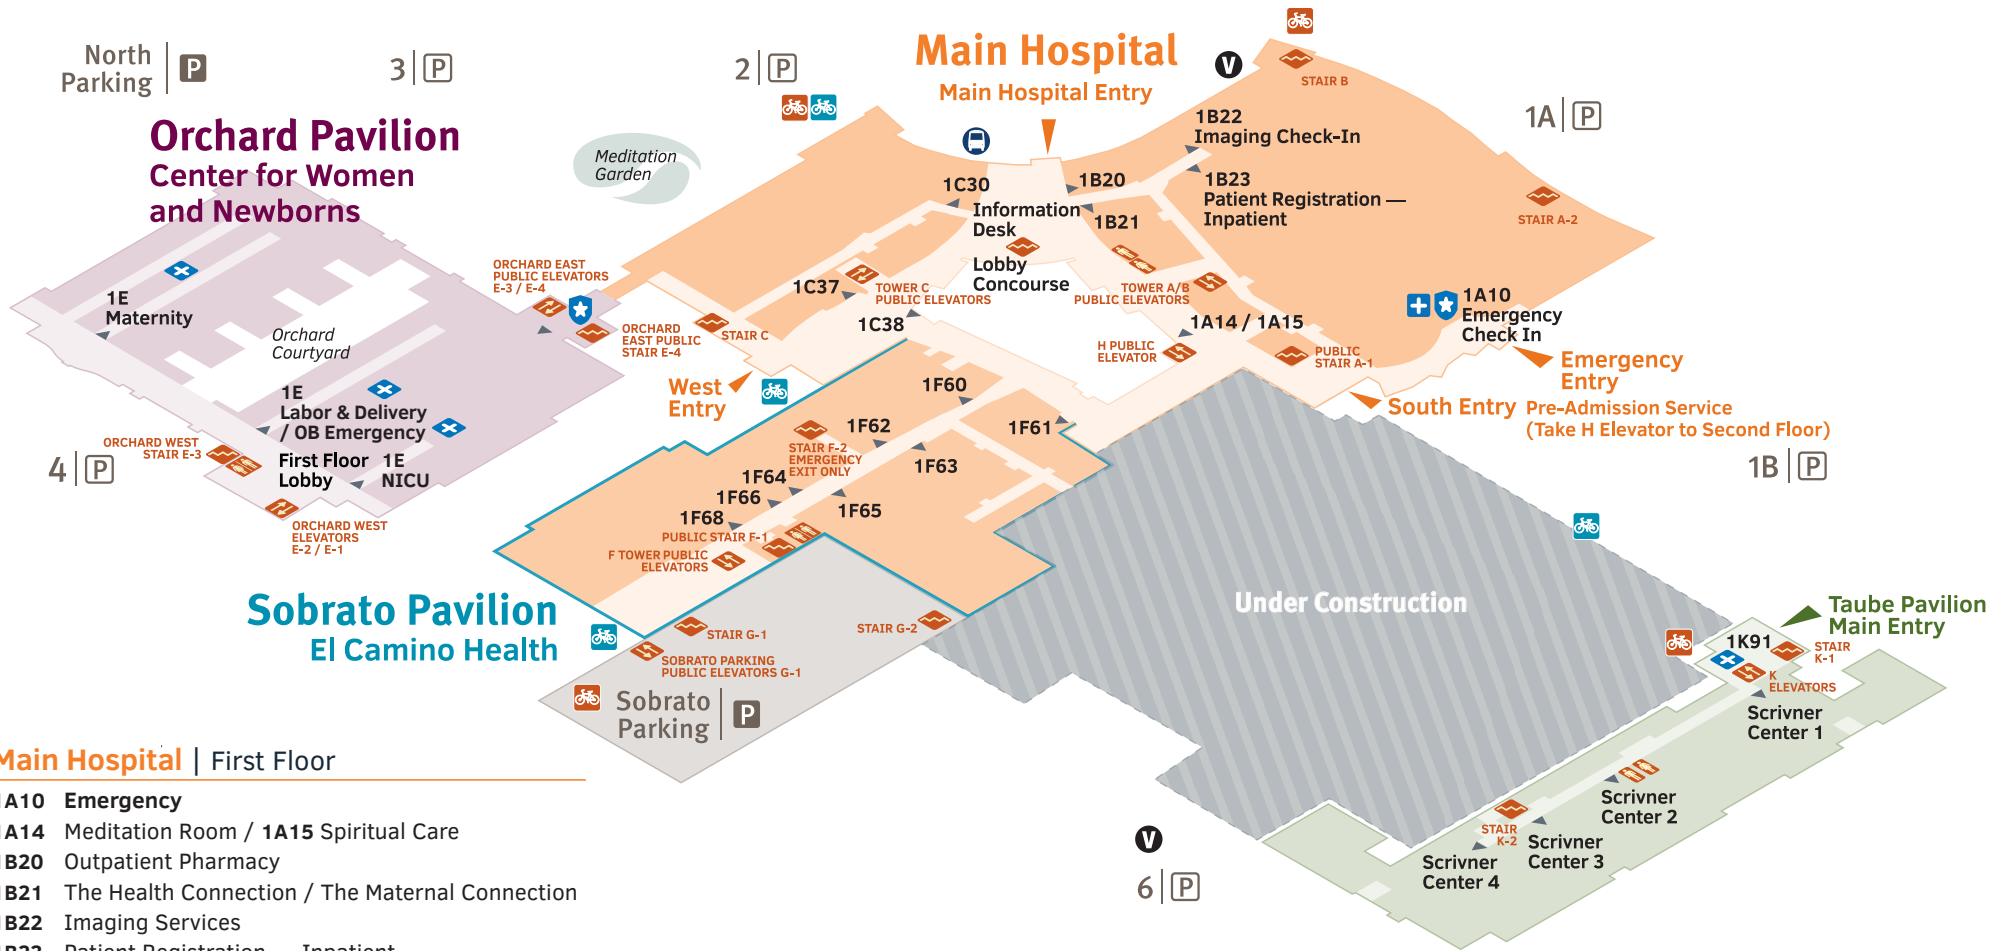 North
Parking
P
3 P
2 P
Main Hospital
Main Hospital Entry
V
STAIR B
1A P
Orchard Pavilion
Center for Women
and Newborns
Meditation
Garden
1B22
Imaging Check-In
1B23
Patient Registration —
Inpatient
STAIR A-2
1C30
1B20
1B21
Information
Desk
Lobby
Concourse
ORCHARD EAST
PUBLIC ELEVATORS
E-3 / E-4
1C37
TOWER C
PUBLIC ELEVATORS
TOWER A/B
PUBLIC ELEVATORS
1E
Maternity
Orchard
Courtyard
ORCHARD
EAST PUBLIC
STAIR E-4
STAIR C
1C38
1A14 / 1A15
1A10
Emergency
Check In
H PUBLIC
ELEVATOR
PUBLIC
STAIR A-1
Emergency
Entry
West
Entry
South Entry
Pre-Admission Service
(Take H Elevator to Second Floor)
1B P
1E
Labor & Delivery
/ OB Emergency
1F60
1F61
1F62
1F63
STAIR F-2
EMERGENCY
EXIT ONLY
ORCHARD WEST
STAIR E-3
4 P
First Floor
Lobby
1E
NICU
1F64
1F66
1F65
1F68
ORCHARD WEST
ELEVATORS
E-2 / E-1
PUBLIC STAIR F-1
F TOWER PUBLIC
ELEVATORS
Sobrato Pavilion
El Camino Health
Under Construction
STAIR G-1
STAIR G-2
SOBRATO PARKING
PUBLIC ELEVATORS G-1
Sobrato
Parking
P
Taube Pavilion
Main Entry
1K91
STAIR
K-1
K
ELEVATORS
Scrivner
Center 1
Scrivner
Center 2
STAIR
K-2
Scrivner
Center 3
Scrivner
Center 4
V
6 P
Main Hospital | First Floor
1A10 Emergency
1A14 Meditation Room / 1A15 Spiritual Care
1B20 Outpatient Pharmacy
1B21 The Health Connection / The Maternal Connection
1B22 Imaging Services
1B23 Patient Registration — Inpatient